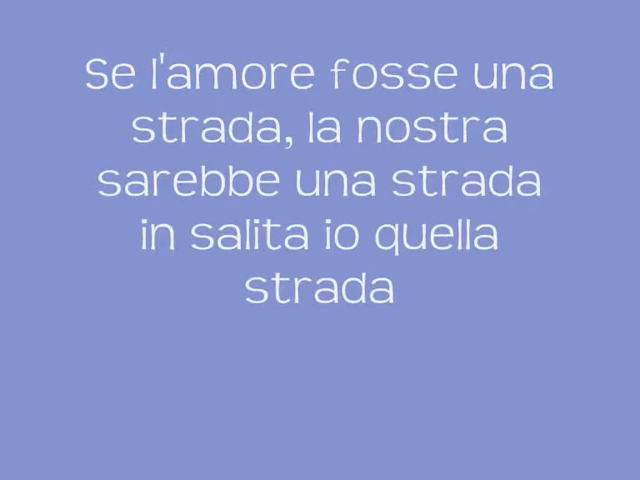 Se l'amore fosse una
strada, la nostra
sarebbe una strada
in salita io quella
strada